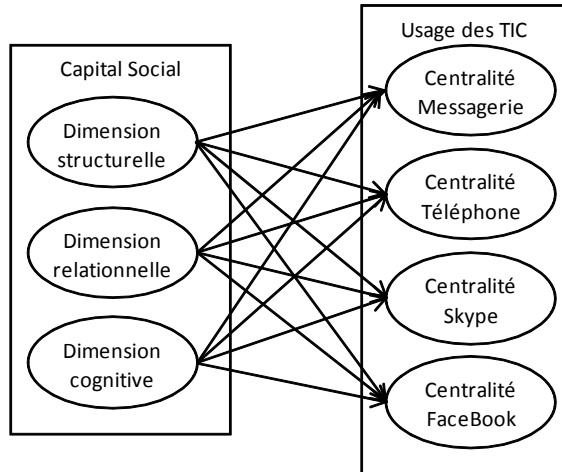 Capital Social
Dimension
structurelle
Dimension
relationnelle
Dimension
cognitive
Usage des TIC
Centralité
Messagerie
Centralité
Téléphone
Centralité
Skype
Centralité
FaceBook